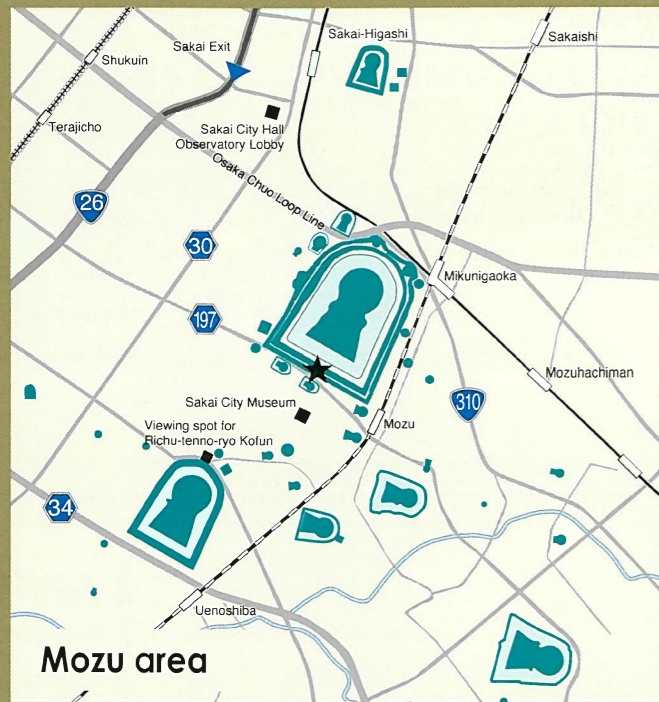 Sakai-Higashi
Sakaishi
Sakai Exit
Shukuin
Terajicho
Sakai City Hall
Observatory Lobby
Osaka Chuo Loop Line
26
30
Mikunigaoka
197
Mozuhachiman
310
Sakai City Museum
Mozu
Viewing spot for
Richu-tenno-ryo Kofun
34
Uenoshiba
Mozu area